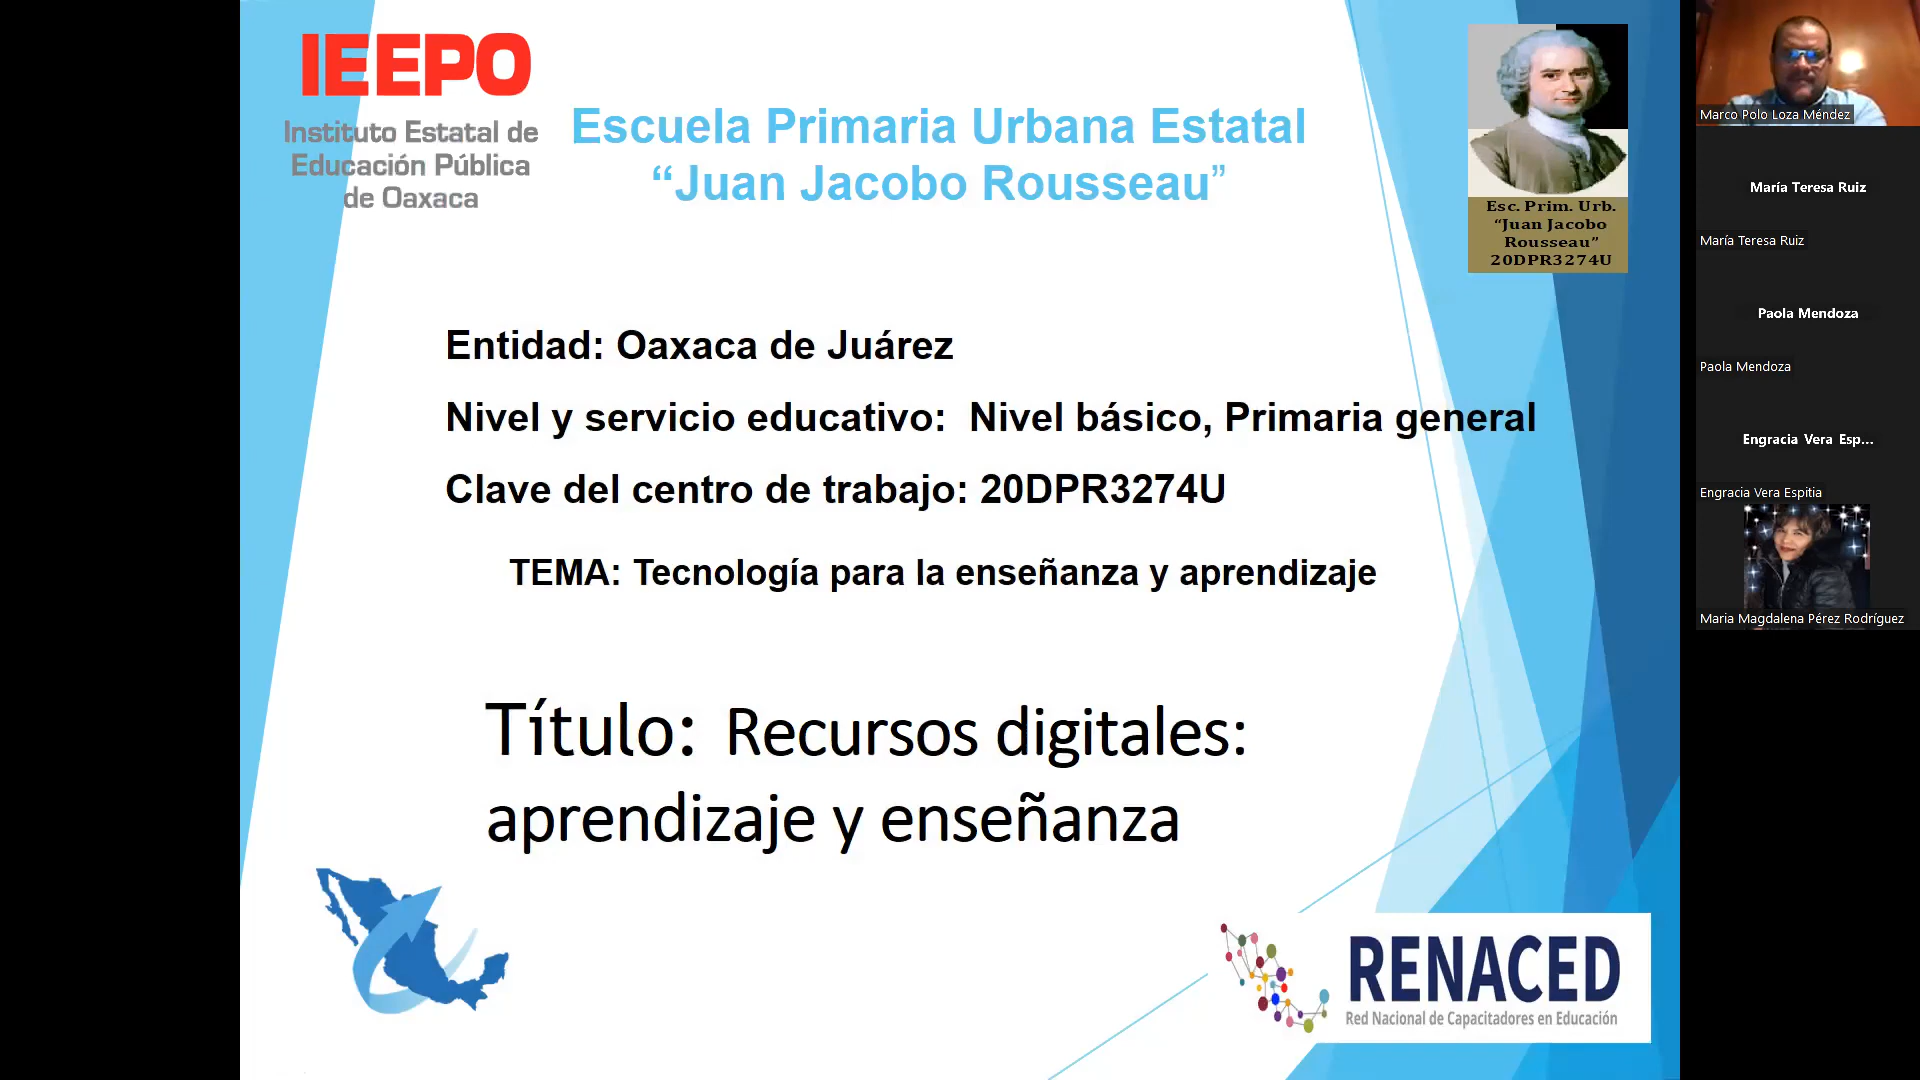 IEEPO
Instituto Estatal de
Educación Pública
de Oaxaca
Escuela Primaria Urbana Estatal
“Juan Jacobo Rousseau”
Esc. Prim. Urb.
“Juan Jacobo
Rousseau”
20DPR3274U
Entidad: Oaxaca de Juárez
Nivel y servicio educativo: Nivel básico, Primaria general
Clave del centro de trabajo: 20DPR3274U
TEMA: Tecnología para la enseñanza y aprendizaje
Título: Recursos digitales:
aprendizaje y enseñanza
RENACED
Red Nacional de Capacitadores en Educación
Marco Polo Loza Méndez
María Teresa Ruiz
María Teresa Ruiz
Paola Mendoza
Paola Mendoza
Engracia Vera Esp...
Engracia Vera Espitia
Maria Magdalena Pérez Rodríguez